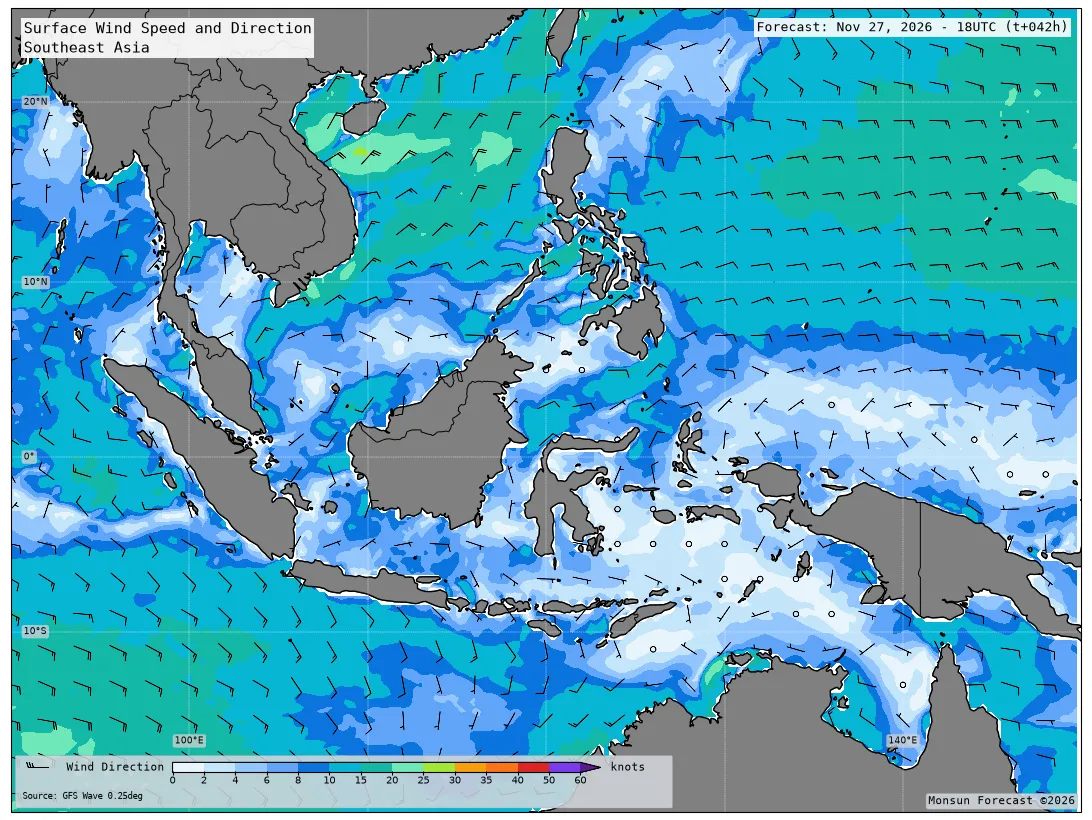 Surface Wind Speed and Direction
Southeast Asia
Forecast: Nov 27, 2026 - 18UTC (t+042h)
20°N
10°N
0°
10°S
100°E
140°E
Wind Direction
knots
0 2 4 6 8 10 15 20 25 30 35 40 50 60
Source: GFS Wave 0.25deg
Monsun Forecast ©2026